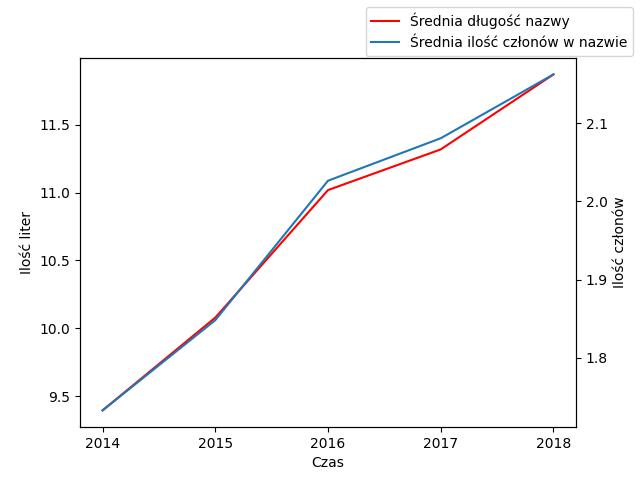 Średnia długość nazwy
Średnia ilość członów w nazwie
11.5
11.0
10.5
10.0
9.5
Ilość liter
2.1
2.0
1.9
1.8
Ilość członów
2014 2015 2016 2017 2018
Czas